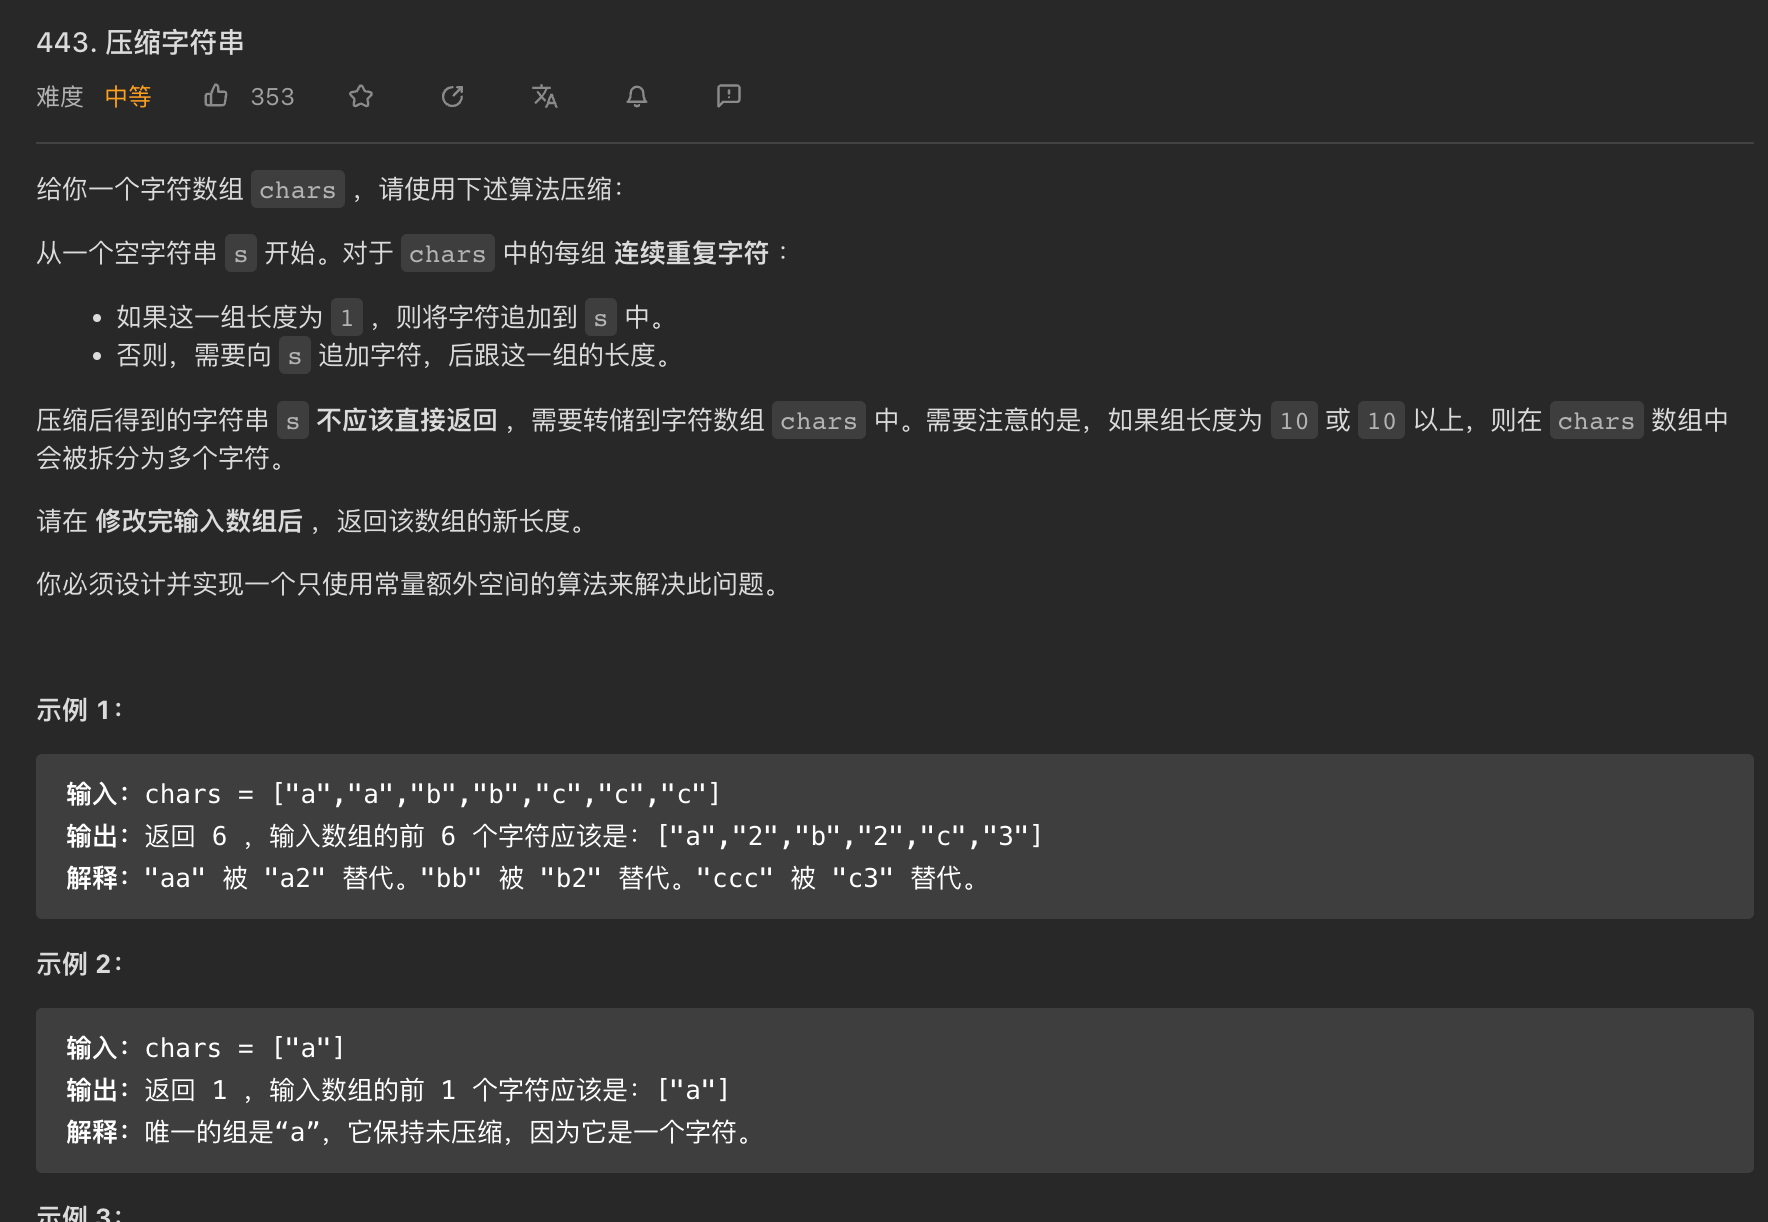 443. 压缩字符串
难度 中等 353
给你一个字符数组 chars ，请使用下述算法压缩：
从一个空字符串 s 开始。对于 chars 中的每组 连续重复字符 ：
• 如果这一组长度为 1 ，则将字符追加到 s 中。
• 否则，需要向 s 追加字符，后跟这一组的长度。
压缩后得到的字符串 s 不应该直接返回 ，需要转储到字符数组 chars 中。需要注意的是，如果组长度为 10 或 10 以上，则在 chars 数组中
会被拆分为多个字符。
请在 修改完输入数组后 ，返回该数组的新长度。
你必须设计并实现一个只使用常量额外空间的算法来解决此问题。
示例 1：
输入：chars = ["a","a","b","b","c","c","c"]
输出：返回 6 ，输入数组的前 6 个字符应该是：["a","2","b","2","c","3"]
解释："aa" 被 "a2" 替代。"bb" 被 "b2" 替代。"ccc" 被 "c3" 替代。
示例 2：
输入：chars = ["a"]
输出：返回 1 ，输入数组的前 1 个字符应该是：["a"]
解释：唯一的组是“a”，它保持未压缩，因为它是一个字符。
示例 3：